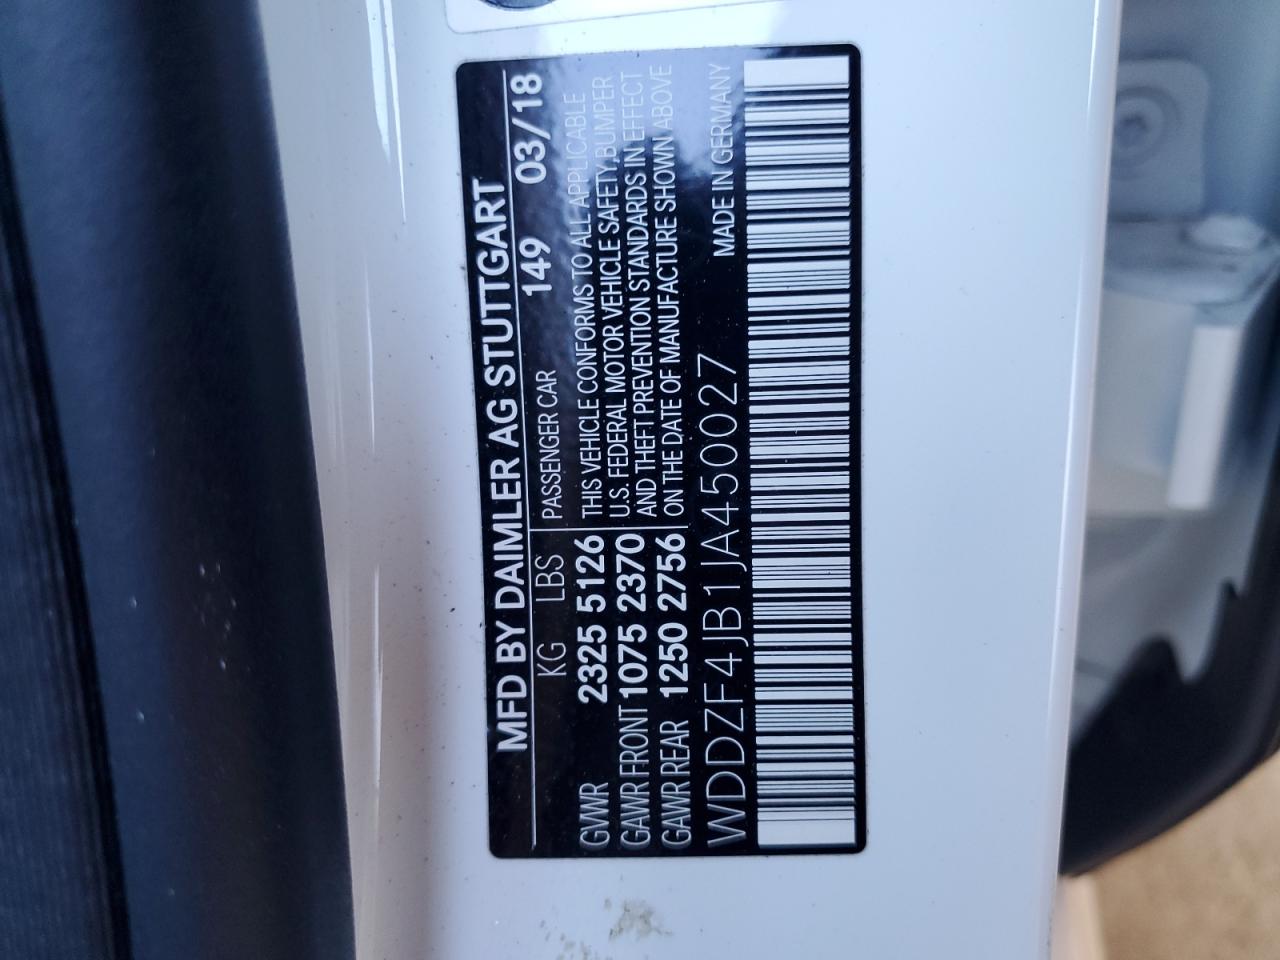 MFD BY DAIMLER AG STUTTGART
KG LBS PASSENGER CAR 149 03/18
GVWR 2325 5126 THIS VEHICLE CONFORMS TO ALL APPLICABLE
GAWR FRONT 1075 2370 U.S. FEDERAL MOTOR VEHICLE SAFETY,BUMPER
GAWR REAR 1250 2756 AND THEFT PREVENTION STANDARDS IN EFFECT
ON THE DATE OF MANUFACTURE SHOWN ABOVE
WDDZF4JB1JA450027 MADE IN GERMANY